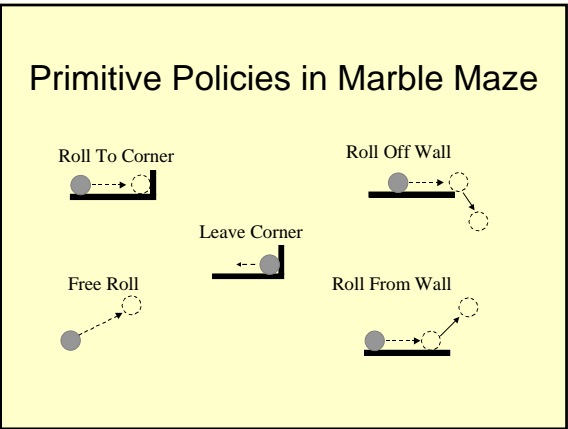 Primitive Policies in Marble Maze
Roll To Corner
Roll Off Wall
Leave Corner
Free Roll
Roll From Wall